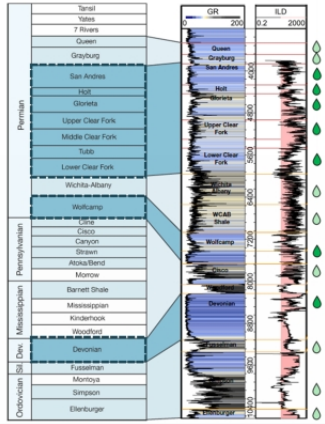 Tansil
Yates
7 Rivers
Queen
Grayburg
San Andres
Holt
Glorieta
Upper Clear Fork
Middle Clear Fork
Tubb
Lower Clear Fork
Wichita-Albany
Wolfcamp
Cline
Cisco
Canyon
Strawn
Atoka/Bend
Morrow
Barnett Shale
Mississippian
Kinderhook
Woodford
Devonian
Fusselman
Montoya
Simpson
Ellenburger
Permian
Pennsylvanian
Mississippian
Dev.
Sil.
Ordovician
GR
0 200
ILD
0.2 2000
Queen
Grayburg
San Andres
Holt
Glorieta
Upper Clear
Fork
Lower Clear
Fork
Wichita
Albany
WCAB
Shale
Wolfcamp
Cisco
Devonian
Fusselman
Ellenburger
4000
4800
5600
6400
7200
8000
8800
9600
10400